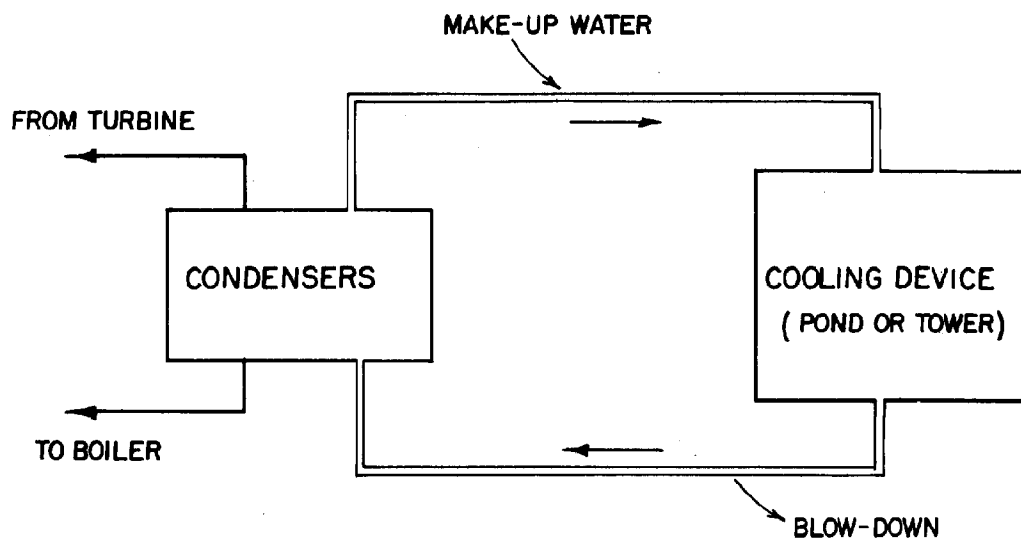 MAKE-UP WATER
FROM TURBINE
CONDENSERS
COOLING DEVICE
( POND OR TOWER)
TO BOILER
BLOW-DOWN